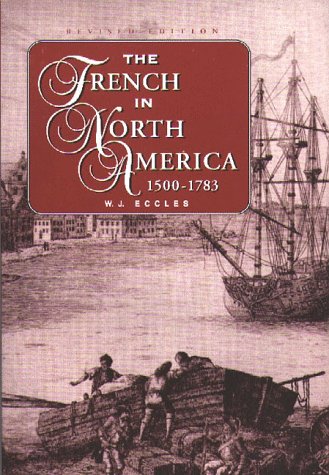 REVISED EDITION
THE
FRENCH IN
NORTH
AMERICA
1500-1783
W. J. ECCLES